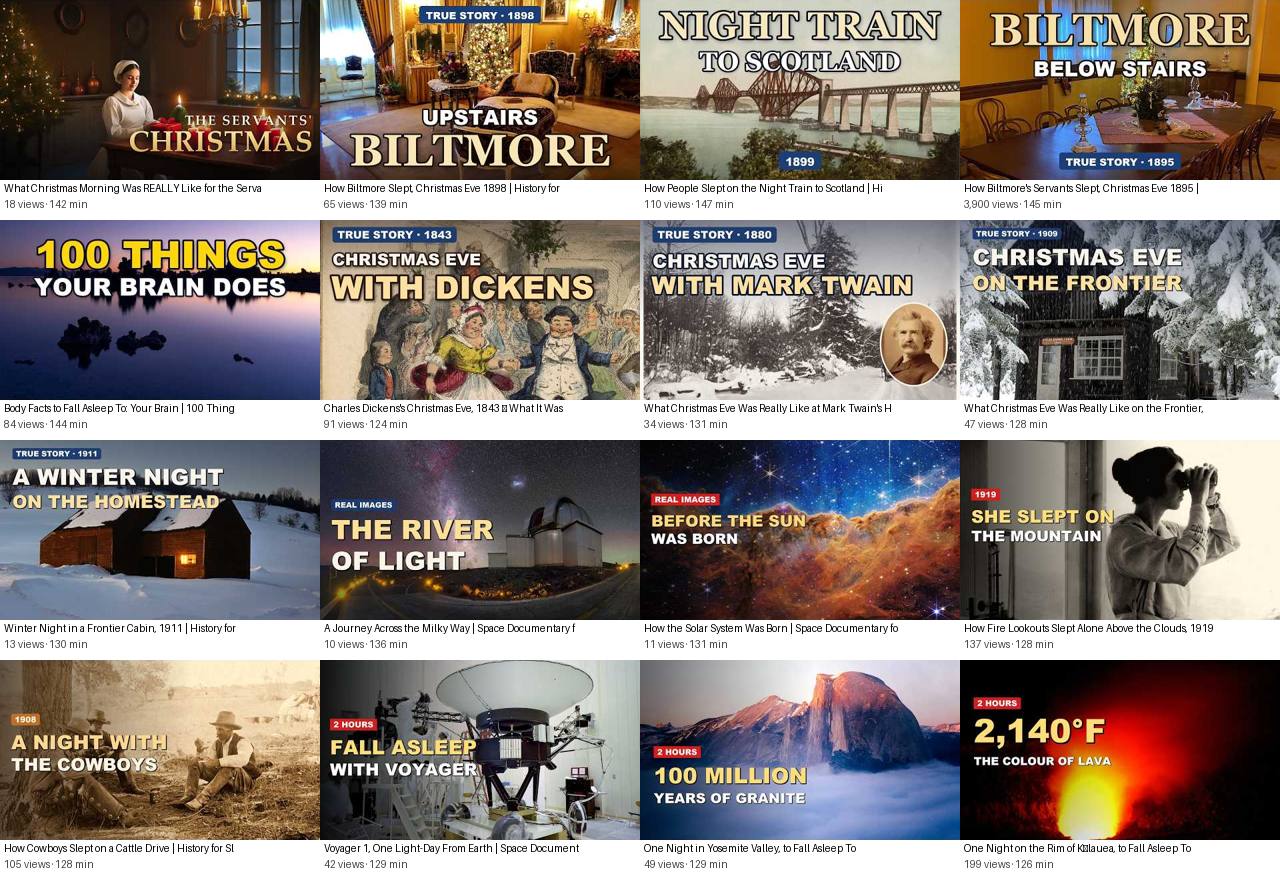 THE SERVANTS'
CHRISTMAS
What Christmas Morning Was REALLY Like for the Serva
18 views · 142 min
TRUE STORY · 1898
UPSTAIRS
BILTMORE
How Biltmore Slept, Christmas Eve 1898 | History for
65 views · 139 min
NIGHT TRAIN
TO SCOTLAND
1899
How People Slept on the Night Train to Scotland | Hi
110 views · 147 min
BILTMORE
BELOW STAIRS
TRUE STORY · 1895
How Biltmore's Servants Slept, Christmas Eve 1895 |
3,900 views · 145 min
100 THINGS
YOUR BRAIN DOES
Body Facts to Fall Asleep To: Your Brain | 100 Thing
84 views · 144 min
TRUE STORY · 1843
CHRISTMAS EVE
WITH DICKENS
Charles Dickens's Christmas Eve, 1843 What It Was
91 views · 124 min
TRUE STORY · 1880
CHRISTMAS EVE
WITH MARK TWAIN
What Christmas Eve Was Really Like at Mark Twain's H
34 views · 131 min
TRUE STORY · 1909
CHRISTMAS EVE
ON THE FRONTIER
What Christmas Eve Was Really Like on the Frontier,
47 views · 128 min
TRUE STORY · 1911
A WINTER NIGHT
ON THE HOMESTEAD
Winter Night in a Frontier Cabin, 1911 | History for
13 views · 130 min
REAL IMAGES
THE RIVER
OF LIGHT
A Journey Across the Milky Way | Space Documentary f
10 views · 136 min
REAL IMAGES
BEFORE THE SUN
WAS BORN
How the Solar System Was Born | Space Documentary fo
11 views · 131 min
1919
SHE SLEPT ON
THE MOUNTAIN
How Fire Lookouts Slept Alone Above the Clouds, 1919
137 views · 128 min
1908
A NIGHT WITH
THE COWBOYS
How Cowboys Slept on a Cattle Drive | History for Sl
105 views · 128 min
2 HOURS
FALL ASLEEP
WITH VOYAGER
Voyager 1, One Light-Day From Earth | Space Document
42 views · 129 min
2 HOURS
100 MILLION
YEARS OF GRANITE
One Night in Yosemite Valley, to Fall Asleep To
49 views · 129 min
2 HOURS
2,140°F
THE COLOUR OF LAVA
One Night on the Rim of K lauea, to Fall Asleep To
199 views · 126 min